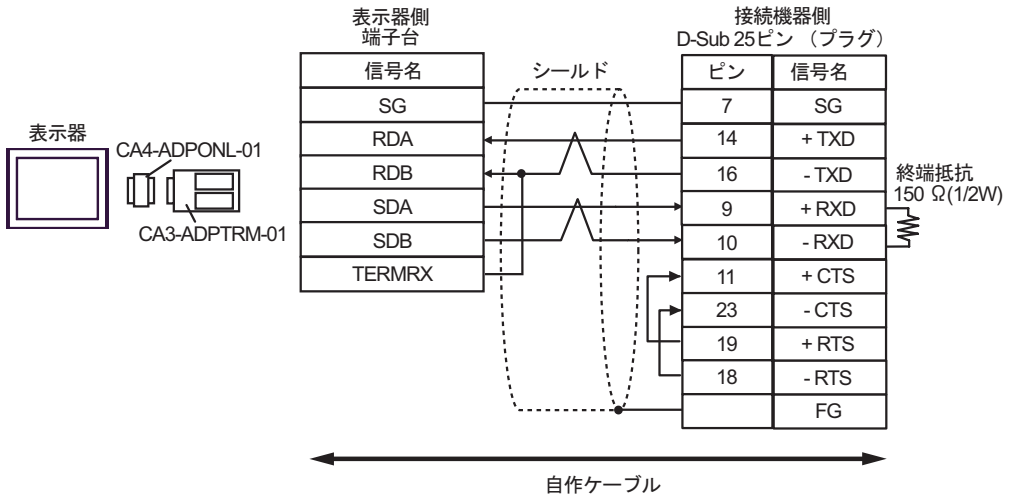 表示器側
端子台
接続機器側
D-Sub 25ピン （プラグ）
信号名
シールド
ピン
信号名
SG
7
SG
RDA
14
+ TXD
RDB
16
- TXD
SDA
9
+ RXD
SDB
10
- RXD
TERMRX
11
+ CTS
23
- CTS
19
+ RTS
18
- RTS
FG
表示器
CA4-ADPONL-01
CA3-ADPTRM-01
終端抵抗
150 Ω(1/2W)
自作ケーブル